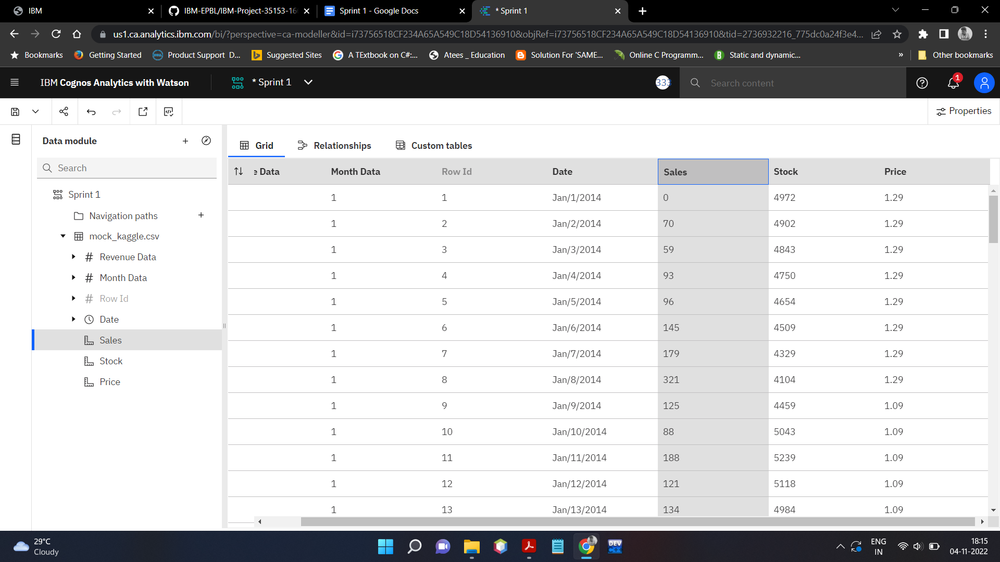 IBM
IBM-EPBL/IBM-Project-35153-16
Sprint 1 - Google Docs
* Sprint 1
us1.ca.analytics.ibm.com/bi/?perspective=ca-modeller&id=i73756518CF234A65A549C18D54136910&objRef=i73756518CF234A65A549C18D54136910&tid=2736932216_775dc0a24f3e4...
Bookmarks
Getting Started
Product Support D...
Suggested Sites
A TExtbook on C#:...
Atees _ Education
Solution For 'SAME...
Online C Programm...
Static and dynamic...
»
Other bookmarks
IBM Cognos Analytics with Watson
* Sprint 1
333
Search content
1
Properties
Data module
Search
Sprint 1
Navigation paths
mock_kaggle.csv
Revenue Data
Month Data
Row Id
Date
Sales
Stock
Price
Grid
Relationships
Custom tables
e Data Month Data Row Id Date Sales Stock Price
1 1 Jan/1/2014 0 4972 1.29
1 2 Jan/2/2014 70 4902 1.29
1 3 Jan/3/2014 59 4843 1.29
1 4 Jan/4/2014 93 4750 1.29
1 5 Jan/5/2014 96 4654 1.29
1 6 Jan/6/2014 145 4509 1.29
1 7 Jan/7/2014 179 4329 1.29
1 8 Jan/8/2014 321 4104 1.29
1 9 Jan/9/2014 125 4459 1.09
1 10 Jan/10/2014 88 5043 1.09
1 11 Jan/11/2014 188 5239 1.09
1 12 Jan/12/2014 121 5118 1.09
1 13 Jan/13/2014 134 4984 1.09
29°C
Cloudy
DEV
ENG
IN
18:15
04-11-2022